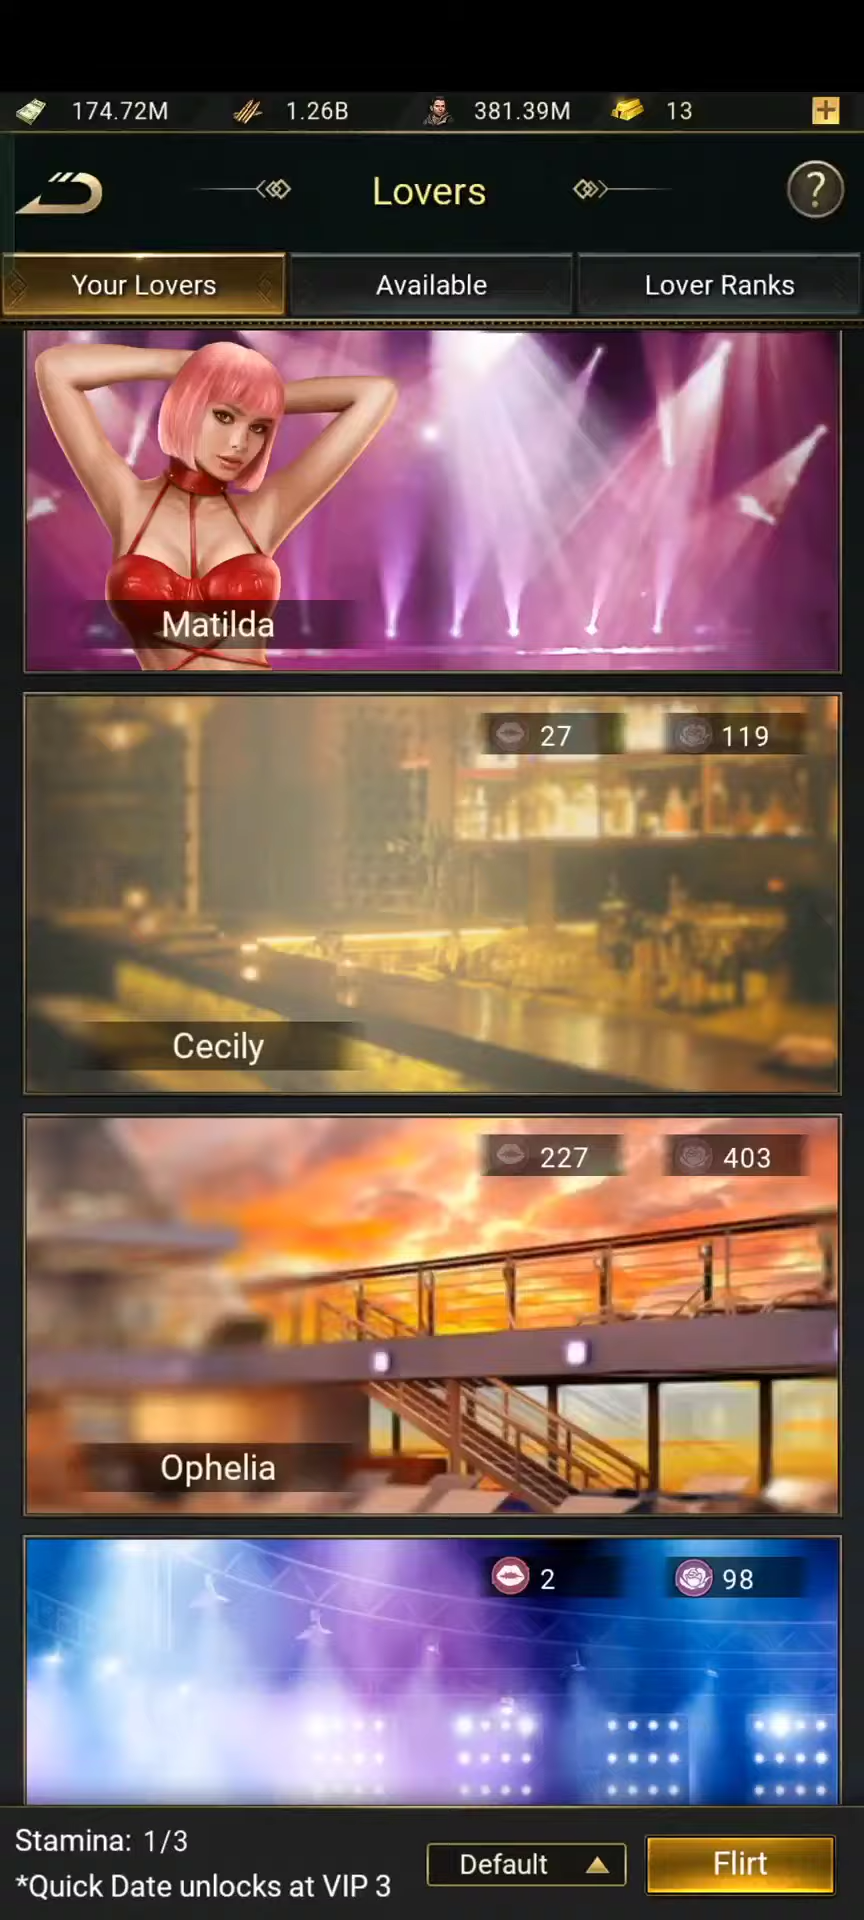 174.72M 1.26B 381.39M 13
Lovers
?
Your Lovers Available Lover Ranks
Matilda
27 119
Cecily
227 403
Ophelia
2 98
Stamina: 1/3
*Quick Date unlocks at VIP 3
Default
Flirt